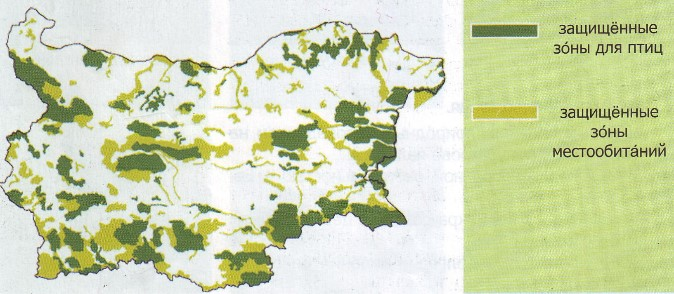 защищённые
зо́ны для птиц
защищённые
зо́ны
местообита́ний